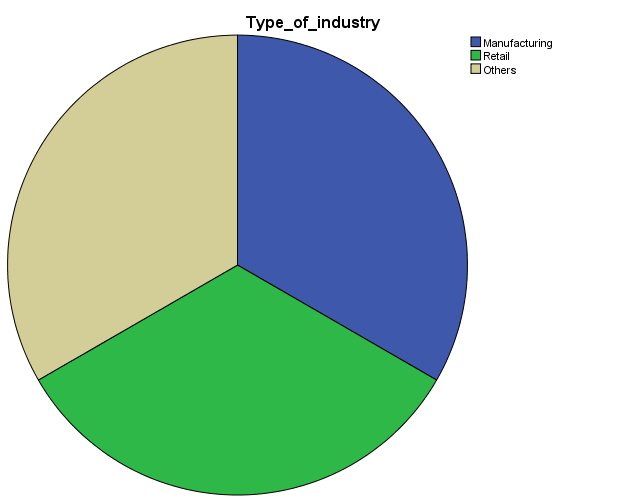 Type_of_industry
Manufacturing
Retail
Others